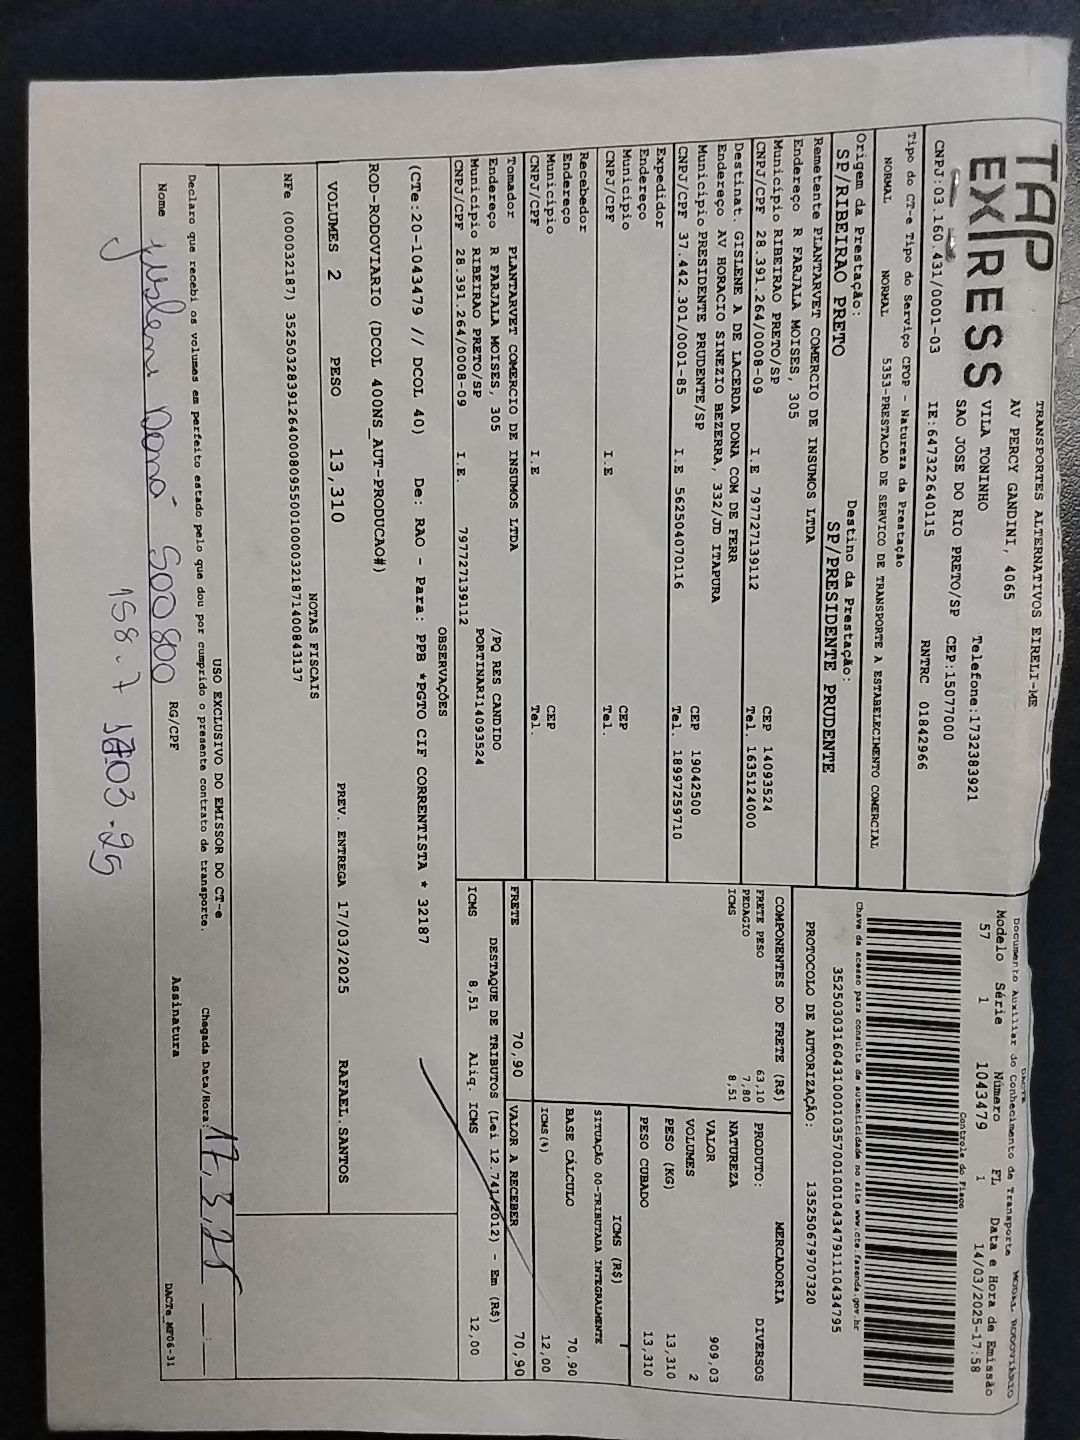 TAP
EXPRESS
TRANSPORTES ALTERNATIVOS EIRELI-ME
AV PERCY GANDINI, 4065
VILA TONINHO Telefone:1732383921
SAO JOSE DO RIO PRETO/SP CEP:15077000
CNPJ:03.160.431/0001-03 IE:647322640115 RNTRC 01842966
DACTE
Documento Auxiliar do Conhecimento de Transporte MODAL RODOVIÁRIO
Modelo Série Número FL Data e Hora de Emissão
57 1 1043479 1 14/03/2025-17:58
Controle do Fisco
Chave de acesso para consulta de autenticidade no site www.cte.fazenda.gov.br
PROTOCOLO DE AUTORIZAÇÃO: 135250679707320
Tipo do CT-e Tipo do Serviço CFOP - Natureza da Prestação
NORMAL NORMAL 5353-PRESTACAO DE SERVICO DE TRANSPORTE A ESTABELECIMENTO COMERCIAL
Origem da Prestação: Destino da Prestação:
SP/RIBEIRAO PRETO SP/PRESIDENTE PRUDENTE
Remetente PLANTARVET COMERCIO DE INSUMOS LTDA
Endereço R FARJALA MOISES, 305
Município RIBEIRAO PRETO/SP CEP 14093524
CNPJ/CPF 28.391.264/0008-09 I.E 797727139112 Tel. 1635124000
Destinat. GISLENE A DE LACERDA DONA COM DE FERR
Endereço AV HORACIO SINEZIO BEZERRA, 332/JD ITAPURA
Município PRESIDENTE PRUDENTE/SP CEP 19042500
CNPJ/CPF 37.442.301/0001-85 I.E 562504070116 Tel. 18997259710
Expedidor
Endereço
Município CEP
CNPJ/CPF I.E Tel.
Recebedor
Endereço
Município CEP
CNPJ/CPF I.E Tel.
Tomador PLANTARVET COMERCIO DE INSUMOS LTDA
Endereço R FARJALA MOISES, 305 /PQ RES CANDIDO
Município RIBEIRAO PRETO/SP PORTINARI14093524
CNPJ/CPF 28.391.264/0008-09 I.E. 797727139112
COMPONENTES DO FRETE (R$)
FRETE PESO 63,10
PEDAGIO 7,80
ICMS 8,51
PRODUTO: MERCADORIA
NATUREZA DIVERSOS
VALOR 909,03
VOLUMES 2
PESO (KG) 13,310
PESO CUBADO 13,310
ICMS (R$)
SITUAÇÃO 00-TRIBUTADA INTEGRALMENTE
BASE CÁLCULO 70,90
ICMS(%) 12,00
FRETE 70,90 VALOR A RECEBER 70,90
DESTAQUE DE TRIBUTOS (Lei 12.741/2012) - Em (R$)
ICMS 8,51 Aliq. ICMS 12,00
OBSERVAÇÕES
(CTe:20-1043479 // DCOL 40) De: RAO - Para: PPB *PGTO CIF CORRENTISTA * 32187
ROD-RODOVIARIO (DCOL 400NS_AUT-PRODUCAO#)
VOLUMES 2 PESO 13,310 PREV. ENTREGA 17/03/2025 RAFAEL.SANTOS
NOTAS FISCAIS
USO EXCLUSIVO DO EMISSOR DO CT-e
Declaro que recebi os volumes em perfeito estado pelo que dou por cumprido o presente contrato de transporte.
Chegada Data/Hora: 17,3,25 :
Nome RG/CPF Assinatura
DACTe_MF06-31